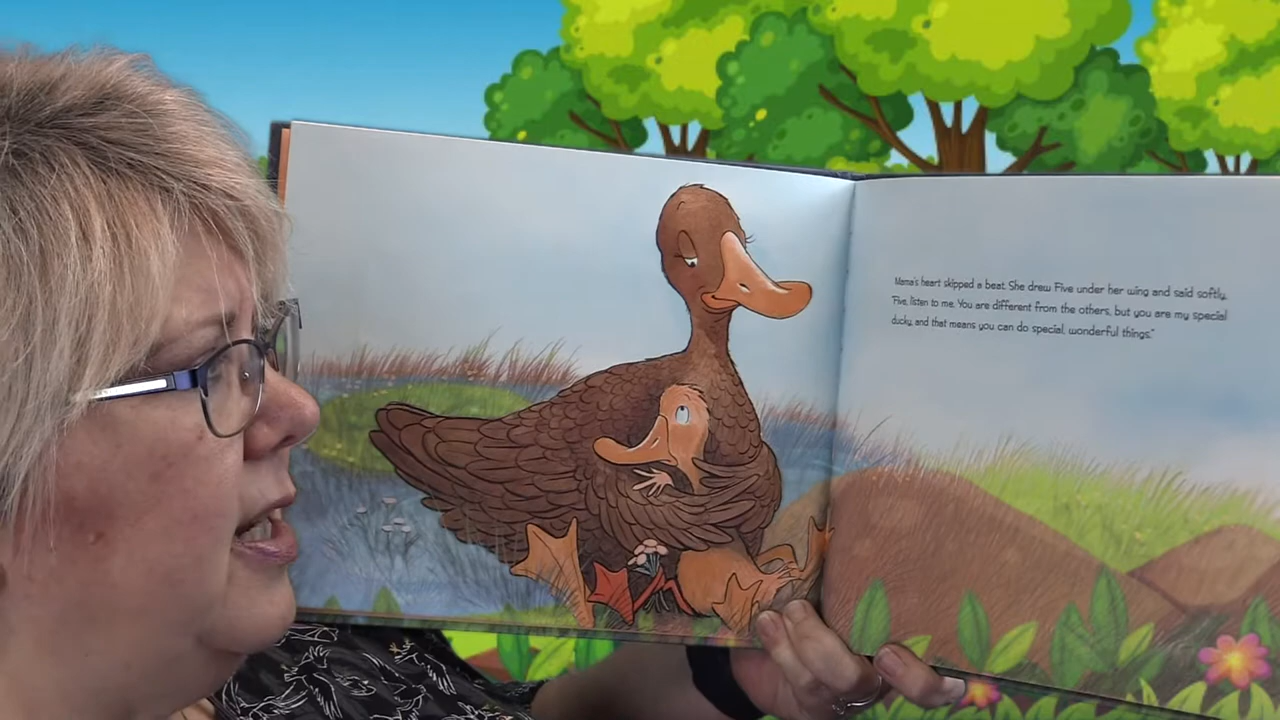 Mama's heart skipped a beat. She drew Five under her wing and said softly,
"Five, listen to me. You are different from the others, but you are my special
ducky, and that means you can do special, wonderful things."